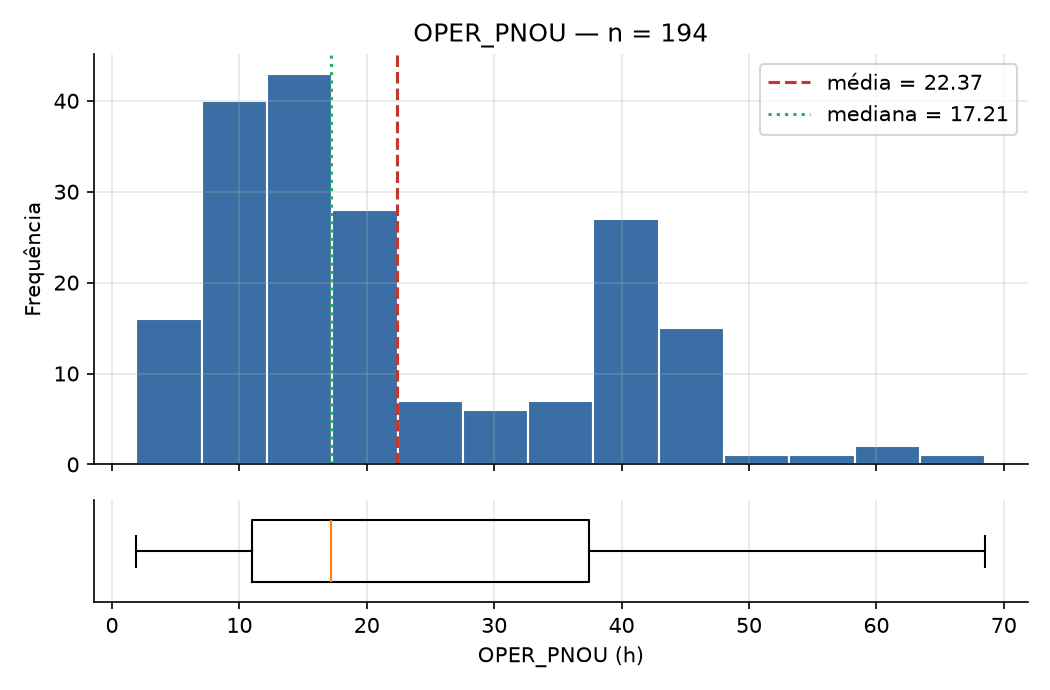 OPER_PNOU — n = 194
média = 22.37
mediana = 17.21
Frequência
40
30
20
10
0
0 10 20 30 40 50 60 70
OPER_PNOU (h)